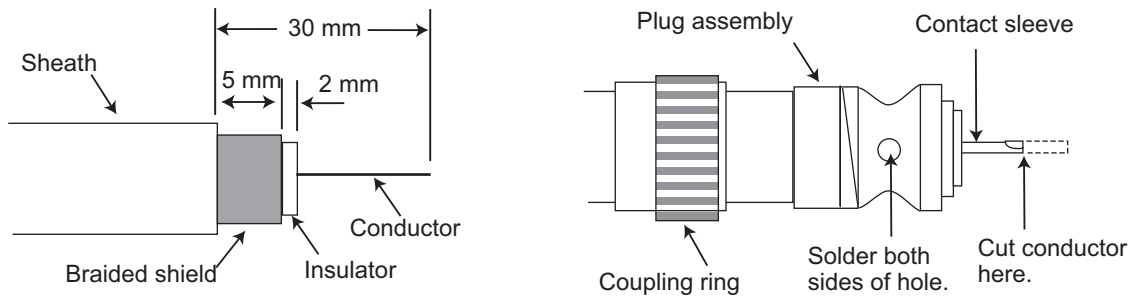 30 mm
Sheath
5 mm
2 mm
Conductor
Braided shield
Insulator
Plug assembly
Contact sleeve
Coupling ring
Solder both
sides of hole.
Cut conductor
here.